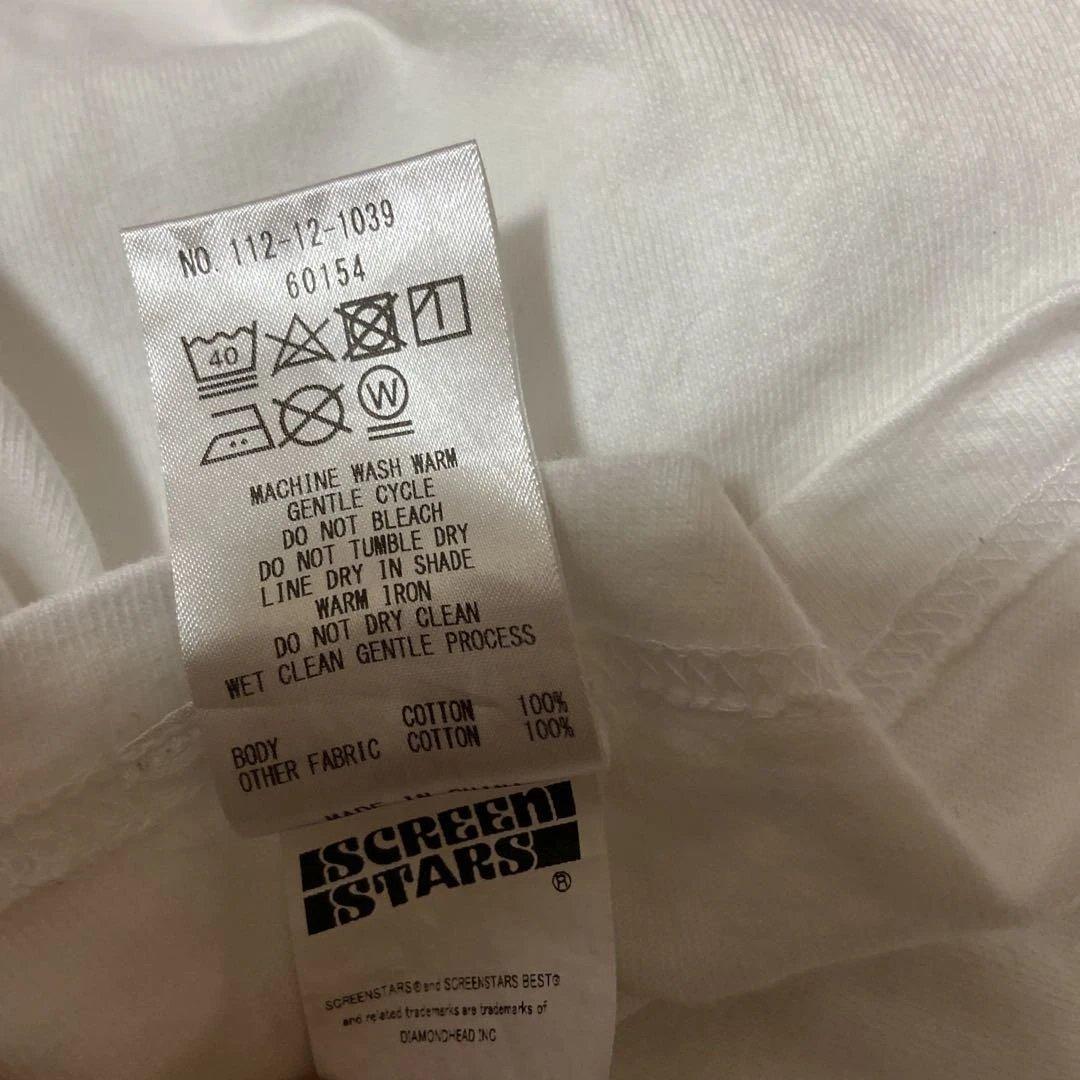 NO. 112-12-1039
60154
40
W
MACHINE WASH WARM
GENTLE CYCLE
DO NOT BLEACH
DO NOT TUMBLE DRY
LINE DRY IN SHADE
WARM IRON
DO NOT DRY CLEAN
WET CLEAN GENTLE PROCESS
COTTON 100%
BODY
OTHER FABRIC COTTON 100%
MADE IN
SCREEN
STARS
®
SCREENSTARS® and SCREENSTARS BEST®
and related trademarks are trademarks of
DIAMONDHEAD INC